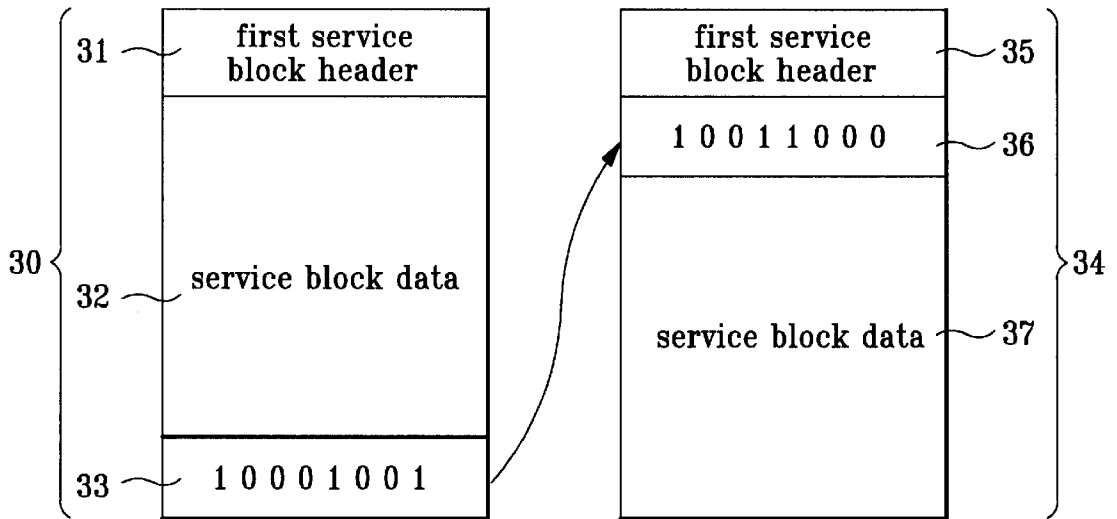 31
first service
block header
30
32
service block data
33
1 0 0 0 1 0 0 1
first service
block header
35
1 0 0 1 1 0 0 0
36
34
service block data
37